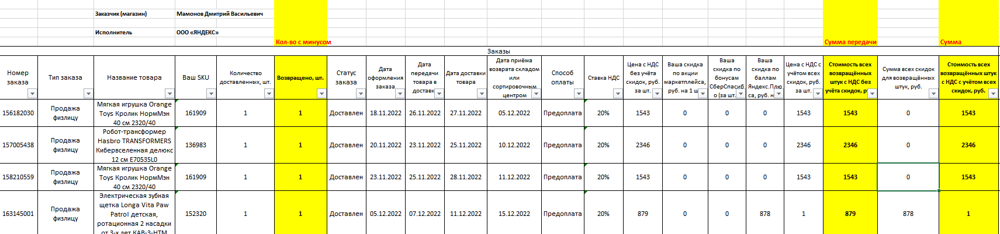 Заказчик (магазин) Мамонов Дмитрий Васильевич
Исполнитель ООО «ЯНДЕКС»
Кол-во с минусом Сумма передачи Сумма
Заказы
Номер
заказа
Тип заказа
Название товара
Ваш SKU
Количество
доставленных, шт.
Возвращено, шт.
Статус
заказа
Дата
оформления
заказа
Дата
передачи
товара в
доставк
Дата доставки
товара
Дата приёма
возврата складом
или
сортировочным
центром
Способ
оплаты
Ставка НДС
Цена с НДС
без учёта
скидок, руб.
за шт.
Ваша скидка
по акции
маркетплейса,
руб. на 1 ш
Ваша
скидка по
бонусам
СберСпасиб
о (за шт.
Ваша
скидка по
баллам
Яндекс.Плю
са, руб. н
Цена с НДС с
учётом всех
скидок, руб.
за шт.
Стоимость всех
возвращённых
штук с НДС без
учёта скидок, р
Сумма всех скидок
для возвращённых
штук, руб.
Стоимость всех
возвращённых штук
с НДС с учётом всех
скидок, руб.
156182030
Продажа
физлицу
Мягкая игрушка Orange
Toys Кролик НормМэн
40 см 2320/40
161909 1 1 Доставлен 18.11.2022 26.11.2022 27.11.2022 05.12.2022 Предоплата 20% 1543 0 0 0 1543 1543 0 1543
157005438
Продажа
физлицу
Робот-трансформер
Hasbro TRANSFORMERS
Кибервселенная делюкс
12 см E70535L0
136983 1 1 Доставлен 20.11.2022 23.11.2022 25.11.2022 10.12.2022 Предоплата 20% 2346 0 0 0 2346 2346 0 2346
158210559
Продажа
физлицу
Мягкая игрушка Orange
Toys Кролик НормМэн
40 см 2320/40
161909 1 1 Доставлен 23.11.2022 25.11.2022 28.11.2022 11.12.2022 Предоплата 20% 1543 0 0 0 1543 1543 0 1543
163145001
Продажа
физлицу
Электрическая зубная
щетка Longa Vita Paw
Patrol детская,
ротационная 2 насадки
от 3-х лет KAB-3-HTM
152320 1 1 Доставлен 05.12.2022 07.12.2022 11.12.2022 15.12.2022 Предоплата 20% 879 0 0 878 1 879 878 1